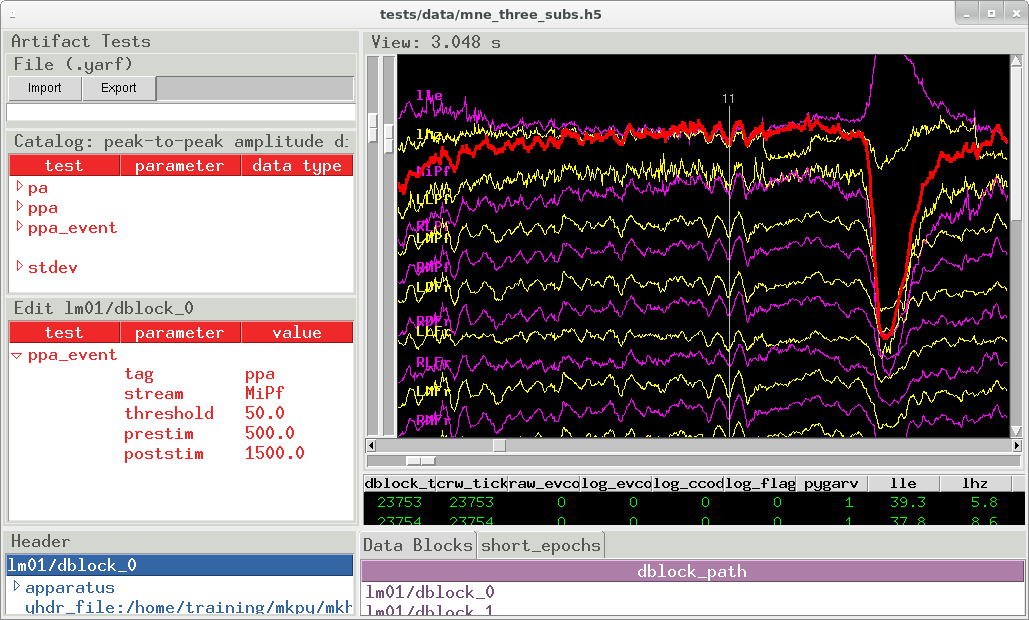 tests/data/mne_three_subs.h5
Artifact Tests
File (.yarf)
Import Export
Catalog: peak-to-peak amplitude d:
test parameter data type
pa
ppa
ppa_event
stdev
Edit lm01/dblock_0
test parameter value
ppa_event
tag ppa
stream MiPf
threshold 50.0
prestim 500.0
poststim 1500.0
Header
lm01/dblock_0
apparatus
yhdr_file:/home/training/mkpy/mkh
View: 3.048 s
11
lle
lhz
MiPf
LLPf
RLPf
LMPf
RMPf
LDFr
RDFr
LLFr
RLFr
LMFr
RMFr
dblock_t crw_tick raw_evco log_evco log_ccod log_flag pygarv lle lhz
23753 23753 0 0 0 0 1 39.3 5.8
23754 23754 0 0 0 0 1 37.8 8.6
Data Blocks short_epochs
dblock_path
lm01/dblock_0
lm01/dblock_1